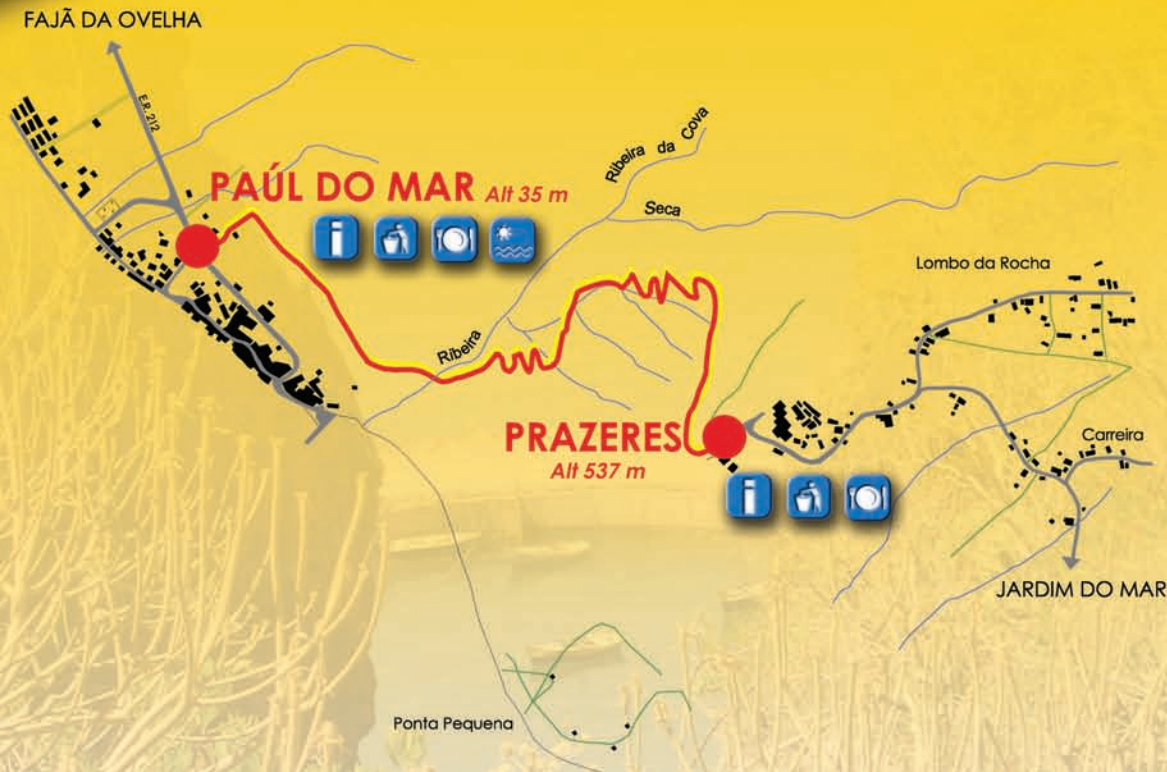 FAJÃ DA OVELHA
E.R. 212
PAÚL DO MAR Alt 35 m
Ribeira da Cova
Seca
Lombo da Rocha
Ribeira
PRAZERES
Alt 537 m
Carreira
JARDIM DO MAR
Ponta Pequena